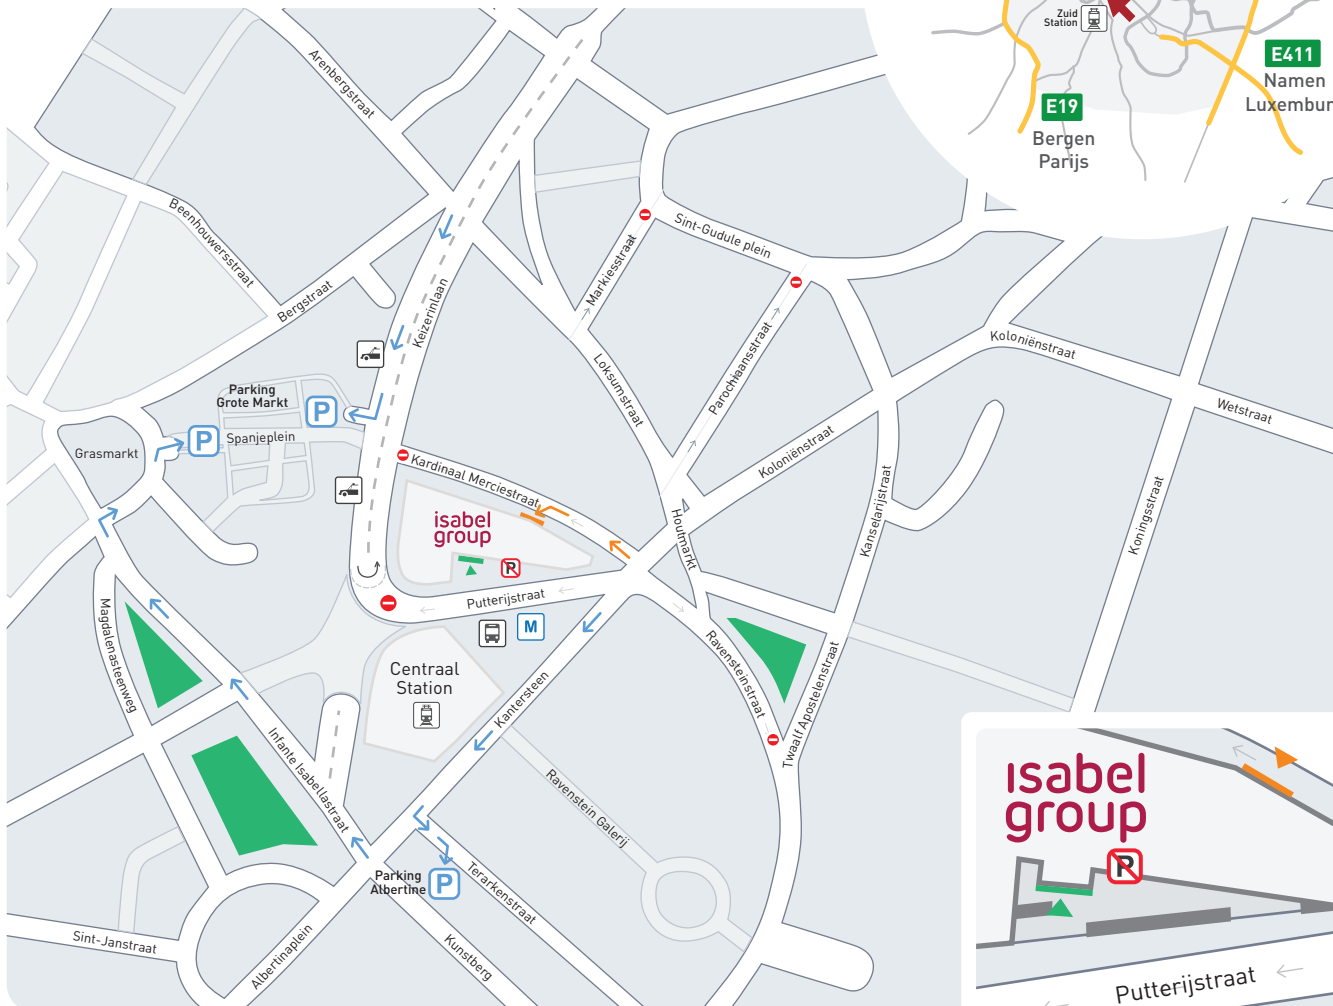 Zuid
Station
E411
Namen
E19
Bergen
Parijs
Arenbergstraat
Beenhouwersstraat
Bergstraat
Keizerinlaan
Markiesstraat
Sint-Gudule plein
Parochiaansstraat
Loksumstraat
Koloniënstraat
Koloniënstraat
Wetstraat
Koningsstraat
Kanselarijstraat
Parking
Grote Markt
P
P
Spanjeplein
Grasmarkt
Kardinaal Merciestraat
isabel
group
P
Houtmarkt
Putterijstraat
M
Centraal
Station
Magdalenasteenweg
Infante Isabellastraat
Kantersteen
Ravensteinstraat
Twaalf Apostelenstraat
Ravenstein Galerij
Parking
Albertine
P
Terarkenstraat
Kunstberg
Albertinaplein
Sint-Janstraat
isabel
group
P
Putterijstraat